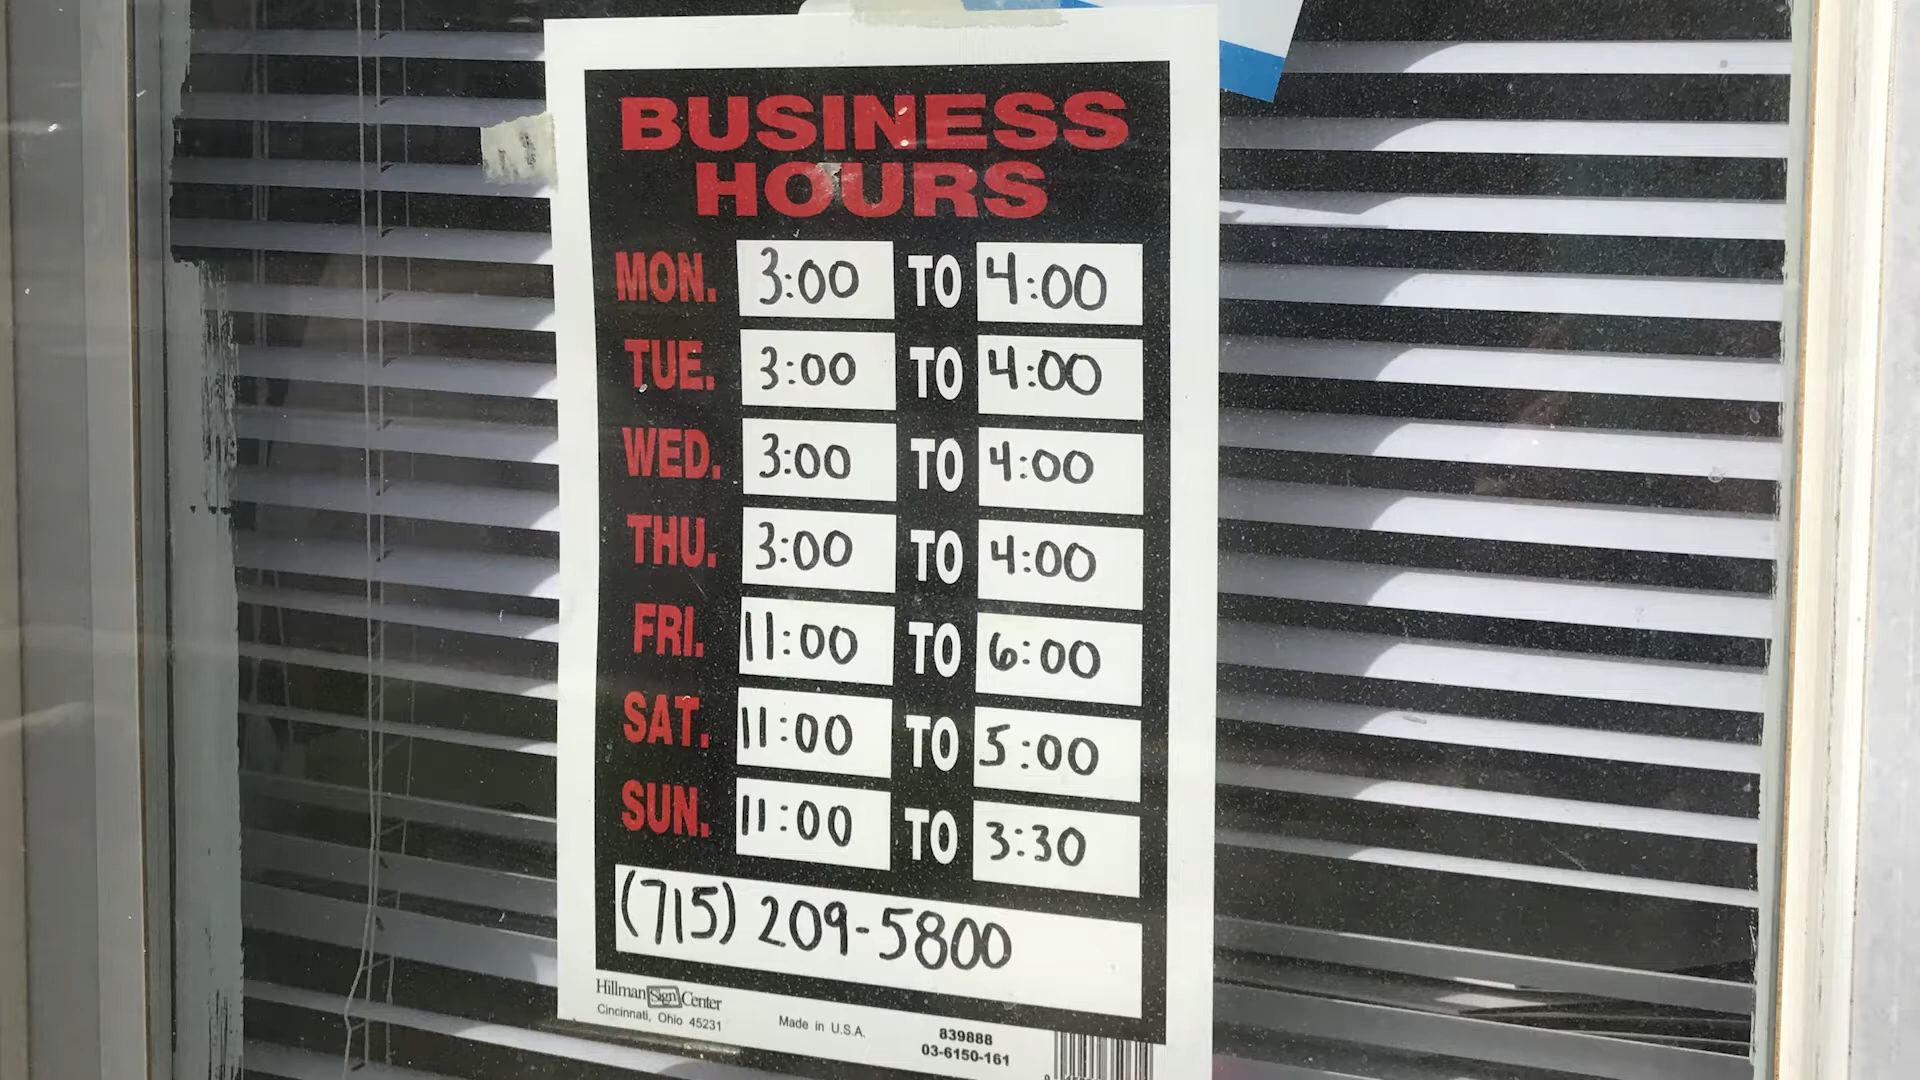 BUSINESS
HOURS
MON. 3:00 TO 4:00
TUE. 3:00 TO 4:00
WED. 3:00 TO 4:00
THU. 3:00 TO 4:00
FRI. 11:00 TO 6:00
SAT. 11:00 TO 5:00
SUN. 11:00 TO 3:30
(715) 209-5800
Hillman Sign Center
Cincinnati, Ohio 45231
Made in U.S.A.
839888
03-6150-161